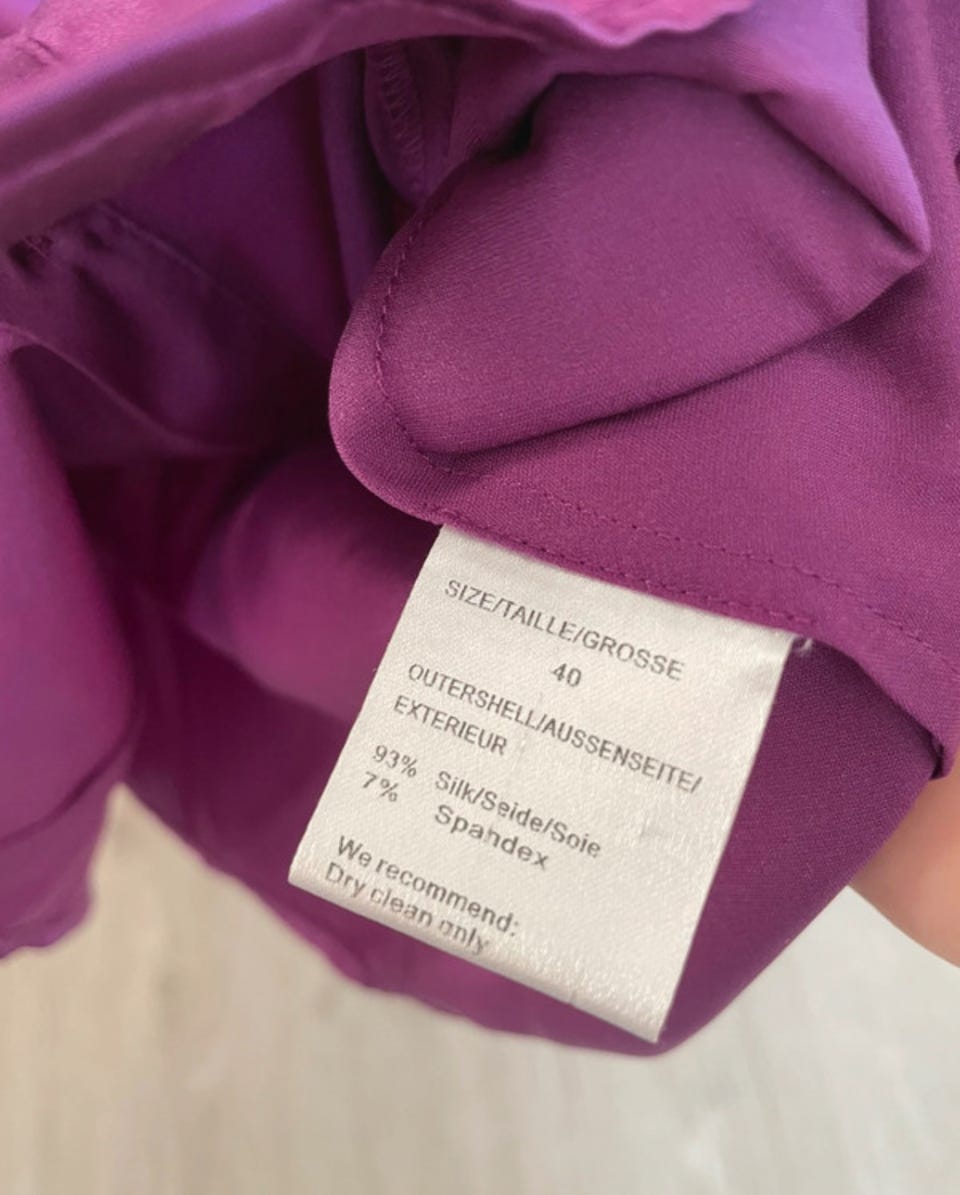 SIZE/TAILLE/GROSSE
40
OUTERSHELL/AUSSENSEITE/
EXTERIEUR
93% Silk/Seide/Soie
7% Spandex
We recommend:
Dry clean only